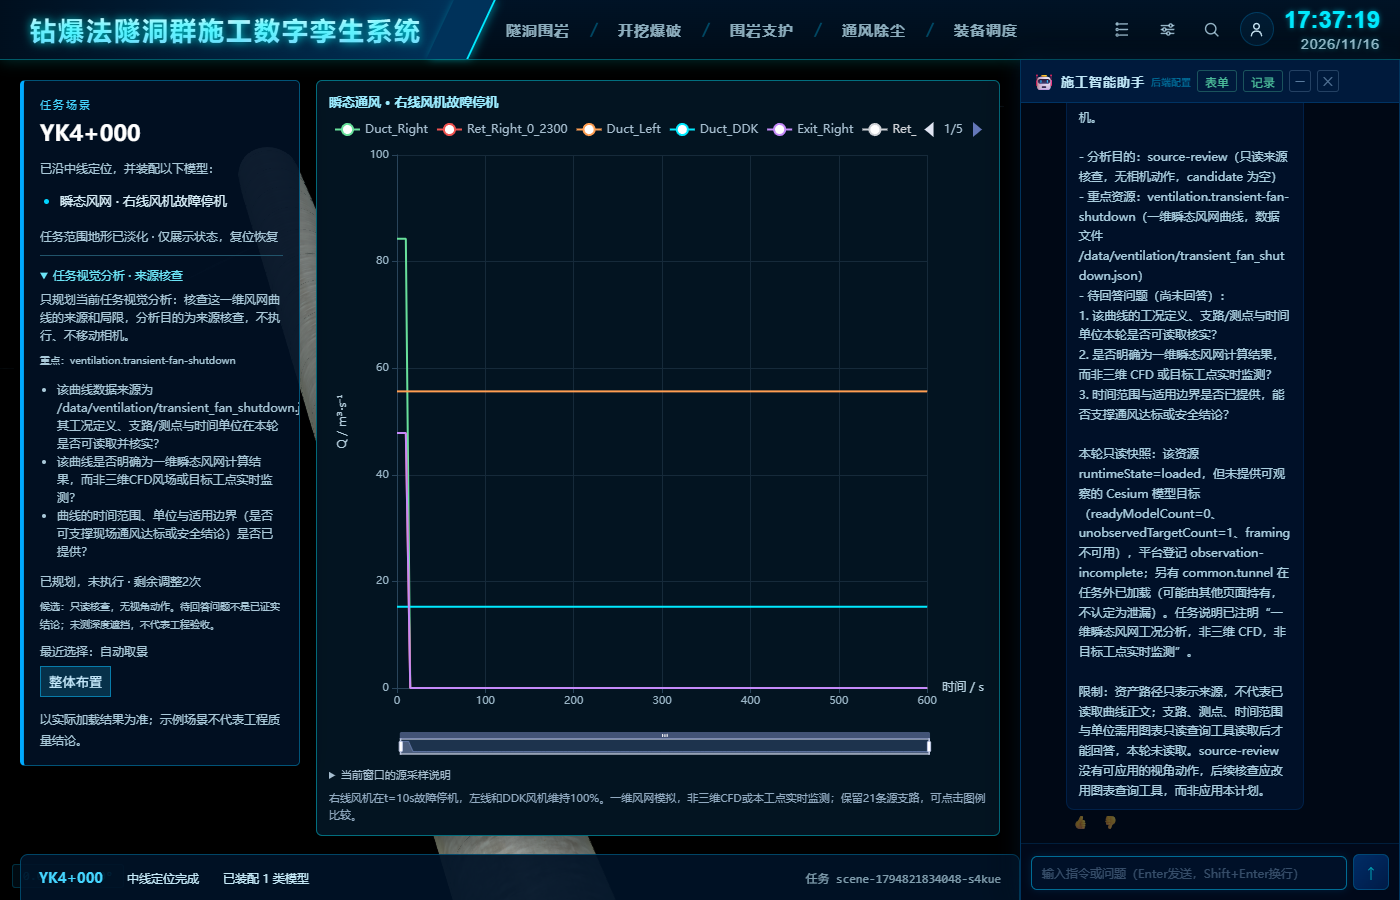 钻爆法隧洞群施工数字孪生系统
隧洞围岩 / 开挖爆破 / 围岩支护 / 通风除尘 / 装备调度
17:37:19
2026/11/16
任务场景
YK4+000
已沿中线定位，并装配以下模型：
瞬态风网 · 右线风机故障停机
任务范围地形已淡化 · 仅展示状态，复位恢复
▼ 任务视觉分析 · 来源核查
只规划当前任务视觉分析：核查这一维风网曲
线的来源和局限，分析目的为来源核查，不执
行、不移动相机。
重点：ventilation.transient-fan-shutdown
该曲线数据来源为
/data/ventilation/transient_fan_shutdown.j
其工况定义、支路/测点与时间单位在本轮
是否可读取并核实？
该曲线是否明确为一维瞬态风网计算结
果，而非三维CFD风场或目标工点实时监
测？
曲线的时间范围、单位与适用边界（是否
可支撑现场通风达标或安全结论）是否已
提供？
已规划，未执行 · 剩余调整2次
候选：只读核查，无视角动作。待回答问题不是已证实
结论；未测深度遮挡，不代表工程验收。
最近选择：自动取景
整体布置
以实际加载结果为准；示例场景不代表工程质
量结论。
瞬态通风 • 右线风机故障停机
Duct_Right Ret_Right_0_2300 Duct_Left Duct_DDK Exit_Right Ret_ 1/5
100
80
60
40
20
0
Q / m³·s⁻¹
0 100 200 300 400 500 600
时间 / s
▶ 当前窗口的源采样说明
右线风机在t=10s故障停机，左线和DDK风机维持100%。一维风网模拟，非三维CFD或本工点实时监测；保留21条源支路，可点击图例
比较。
施工智能助手 后端配置 表单 记录
机。
- 分析目的：source-review（只读来源
核查，无相机动作，candidate 为空）
- 重点资源：ventilation.transient-fan-
shutdown（一维瞬态风网曲线，数据
文件
/data/ventilation/transient_fan_shut
down.json）
- 待回答问题（尚未回答）：
1. 该曲线的工况定义、支路/测点与时间
单位本轮是否可读取核实？
2. 是否明确为一维瞬态风网计算结果，
而非三维 CFD 或目标工点实时监测？
3. 时间范围与适用边界是否已提供，能
否支撑通风达标或安全结论？
本轮只读快照：该资源
runtimeState=loaded，但未提供可观
察的 Cesium 模型目标
（readyModelCount=0、
unobservedTargetCount=1、framing
不可用），平台登记 observation-
incomplete；另有 common.tunnel 在
任务外已加载（可能由其他页面持有，
不认定为泄漏）。任务说明已注明“一
维瞬态风网工况分析，非三维 CFD，非
目标工点实时监测”。
限制：资产路径只表示来源，不代表已
读取曲线正文；支路、测点、时间范围
与单位需用图表只读查询工具读取后才
能回答，本轮未读取。source-review
没有可应用的视角动作，后续核查应改
用图表查询工具，而非应用本计划。
输入指令或问题（Enter发送，Shift+Enter换行）
YK4+000 中线定位完成 已装配 1 类模型
任务 scene-1794821834048-s4kue